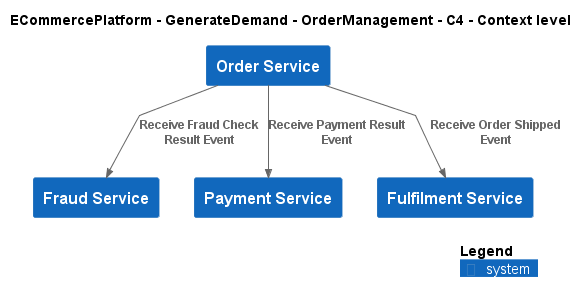 ECommercePlatform - GenerateDemand - OrderManagement - C4 - Context level
Order Service
Receive Fraud Check
Result Event
Receive Payment Result
Event
Receive Order Shipped
Event
Fraud Service
Payment Service
Fulfilment Service
Legend
system